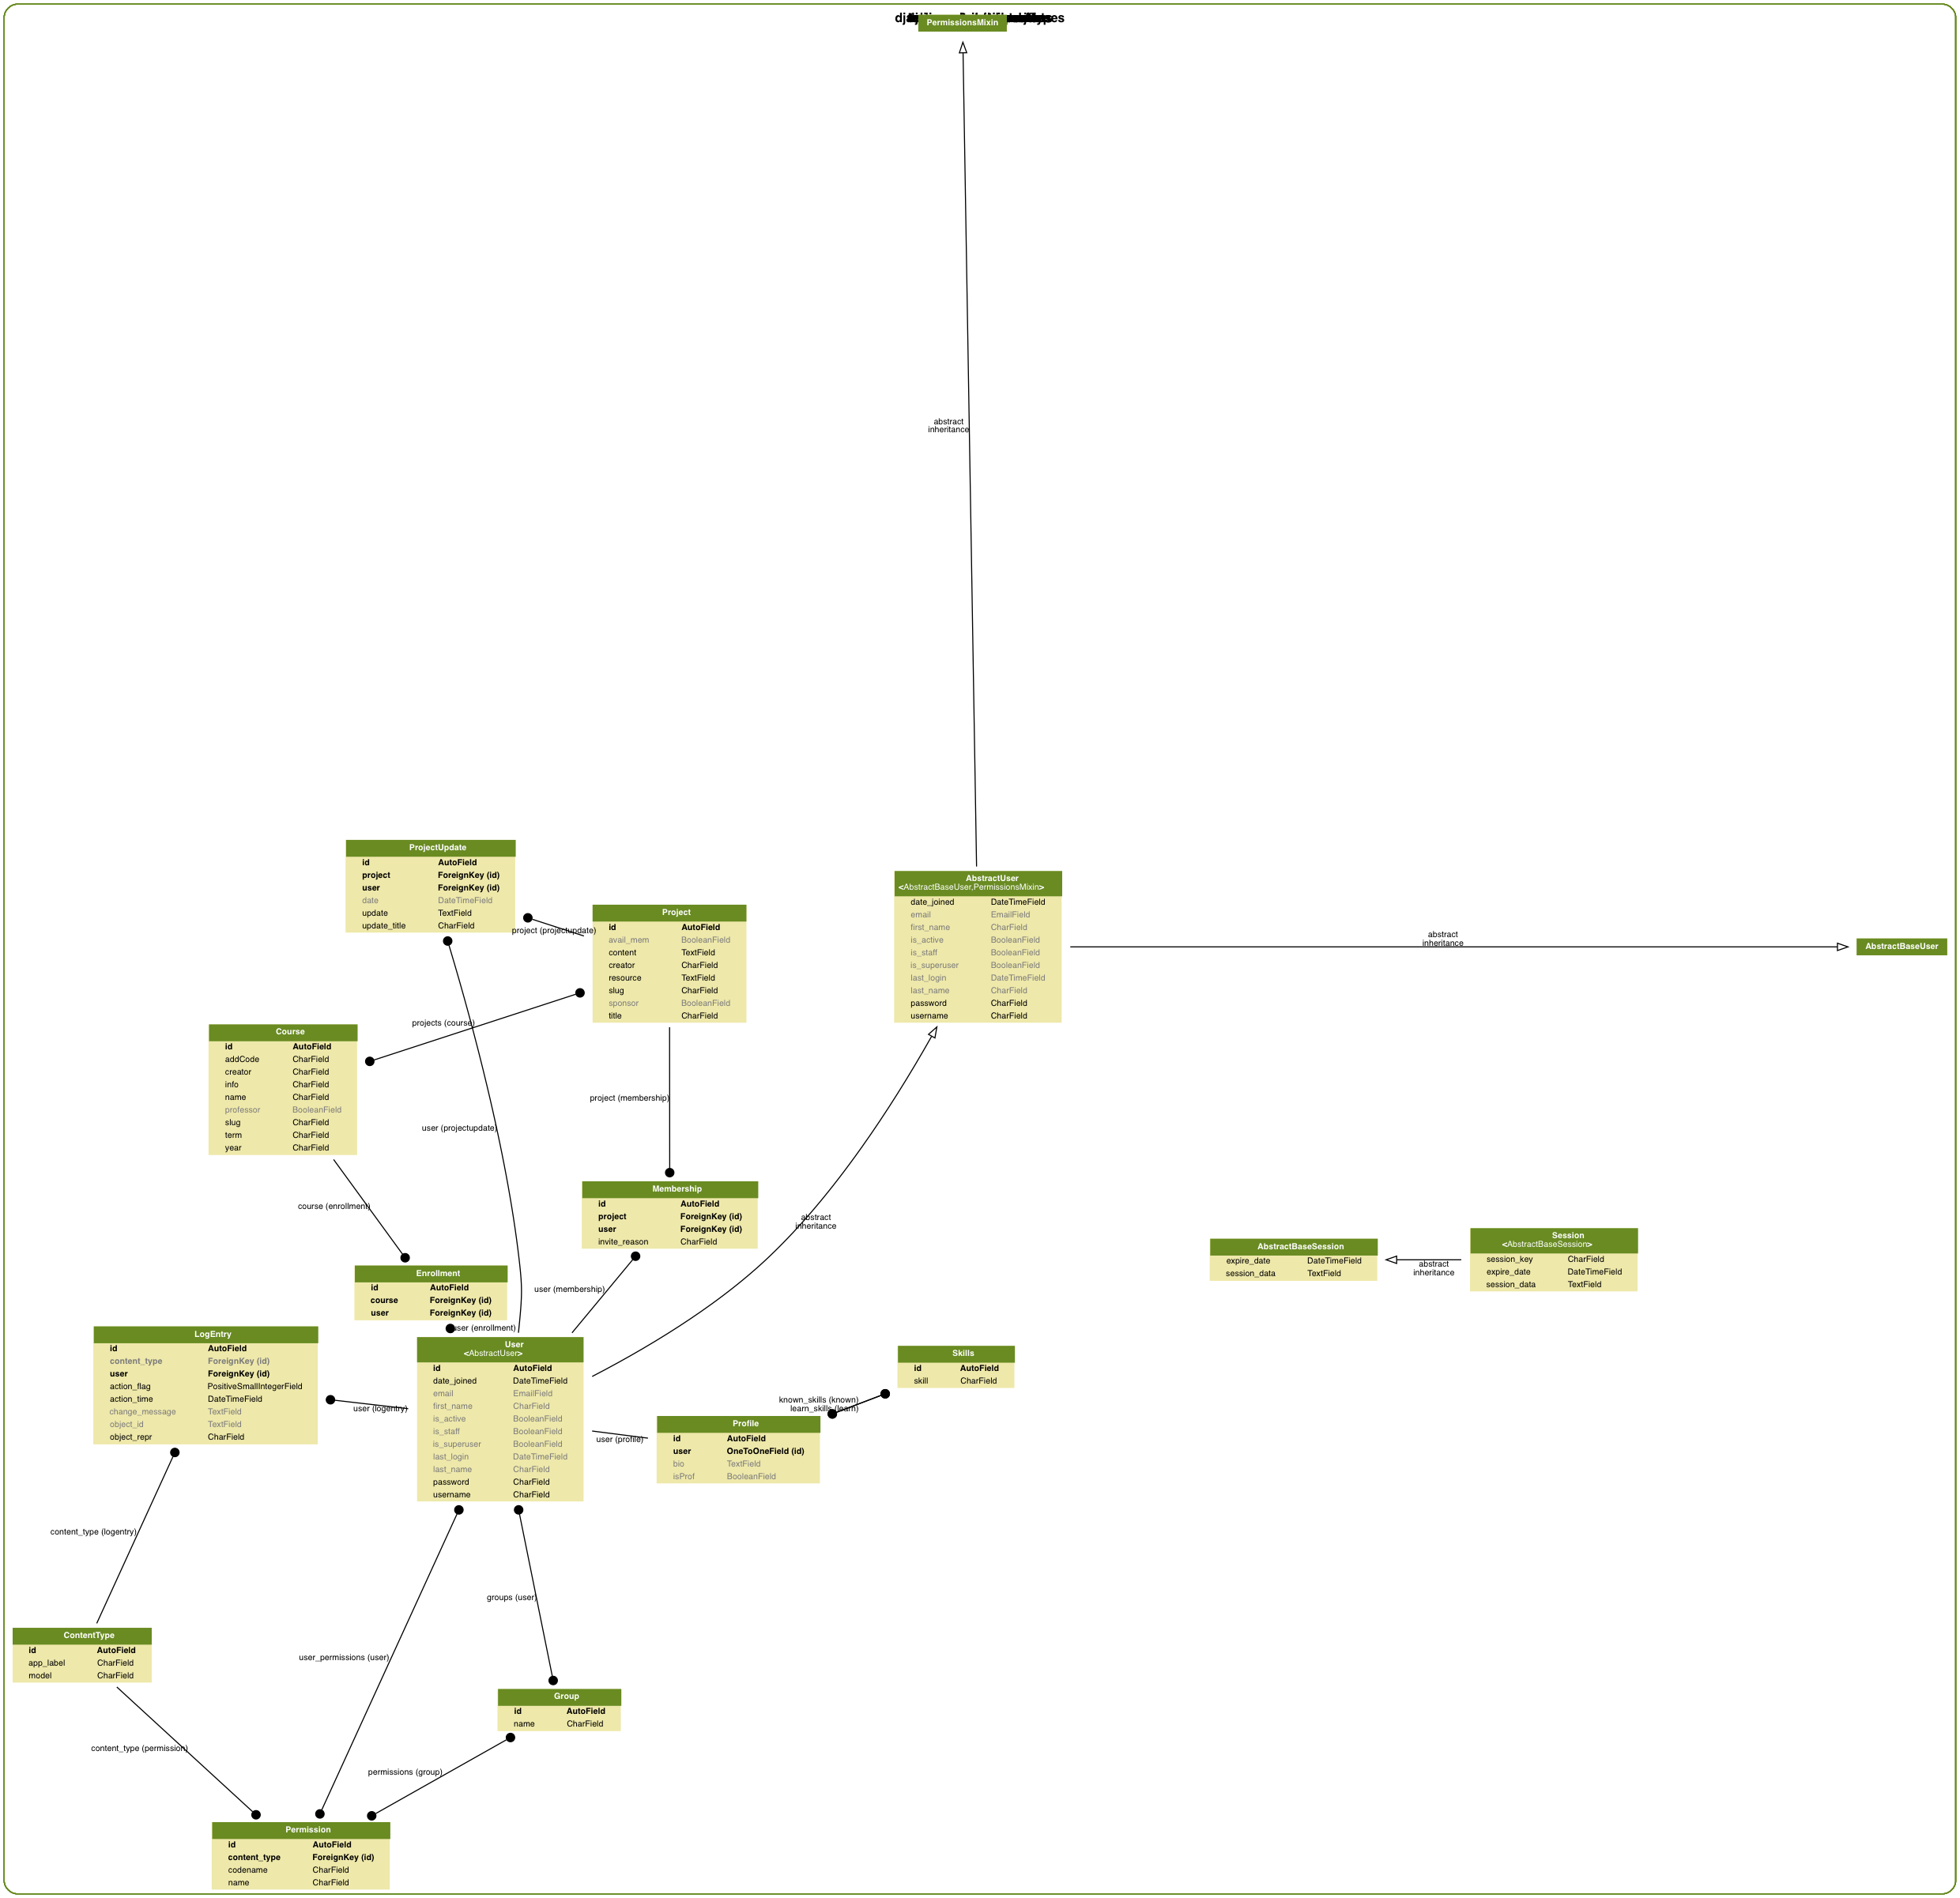 PermissionsMixin
abstract
inheritance
ProjectUpdate
id AutoField
project ForeignKey (id)
user ForeignKey (id)
date DateTimeField
update TextField
update_title CharField
project (projectupdate)
Project
id AutoField
avail_mem BooleanField
content TextField
creator CharField
resource TextField
slug CharField
sponsor BooleanField
title CharField
AbstractUser
<AbstractBaseUser,PermissionsMixin>
date_joined DateTimeField
email EmailField
first_name CharField
is_active BooleanField
is_staff BooleanField
is_superuser BooleanField
last_login DateTimeField
last_name CharField
password CharField
username CharField
abstract
inheritance
AbstractBaseUser
projects (course)
Course
id AutoField
addCode CharField
creator CharField
info CharField
name CharField
professor BooleanField
slug CharField
term CharField
year CharField
project (membership)
user (projectupdate)
Membership
id AutoField
project ForeignKey (id)
user ForeignKey (id)
invite_reason CharField
course (enrollment)
abstract
inheritance
AbstractBaseSession
expire_date DateTimeField
session_data TextField
abstract
inheritance
Session
<AbstractBaseSession>
session_key CharField
expire_date DateTimeField
session_data TextField
Enrollment
id AutoField
course ForeignKey (id)
user ForeignKey (id)
user (membership)
user (enrollment)
LogEntry
id AutoField
content_type ForeignKey (id)
user ForeignKey (id)
action_flag PositiveSmallIntegerField
action_time DateTimeField
change_message TextField
object_id TextField
object_repr CharField
user (logentry)
User
<AbstractUser>
id AutoField
date_joined DateTimeField
email EmailField
first_name CharField
is_active BooleanField
is_staff BooleanField
is_superuser BooleanField
last_login DateTimeField
last_name CharField
password CharField
username CharField
Skills
id AutoField
skill CharField
known_skills (known)
learn_skills (learn)
user (profile)
Profile
id AutoField
user OneToOneField (id)
bio TextField
isProf BooleanField
content_type (logentry)
groups (user)
user_permissions (user)
ContentType
id AutoField
app_label CharField
model CharField
Group
id AutoField
name CharField
content_type (permission)
permissions (group)
Permission
id AutoField
content_type ForeignKey (id)
codename CharField
name CharField